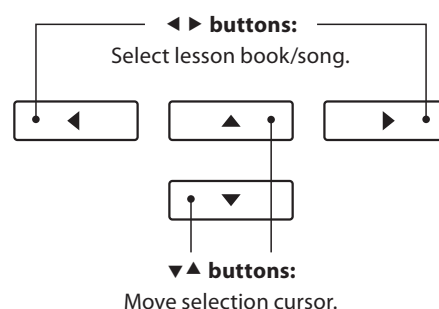 ◀ ▶ buttons:
Select lesson book/song.
◀ ▲ ▶
▼
▼▲ buttons:
Move selection cursor.